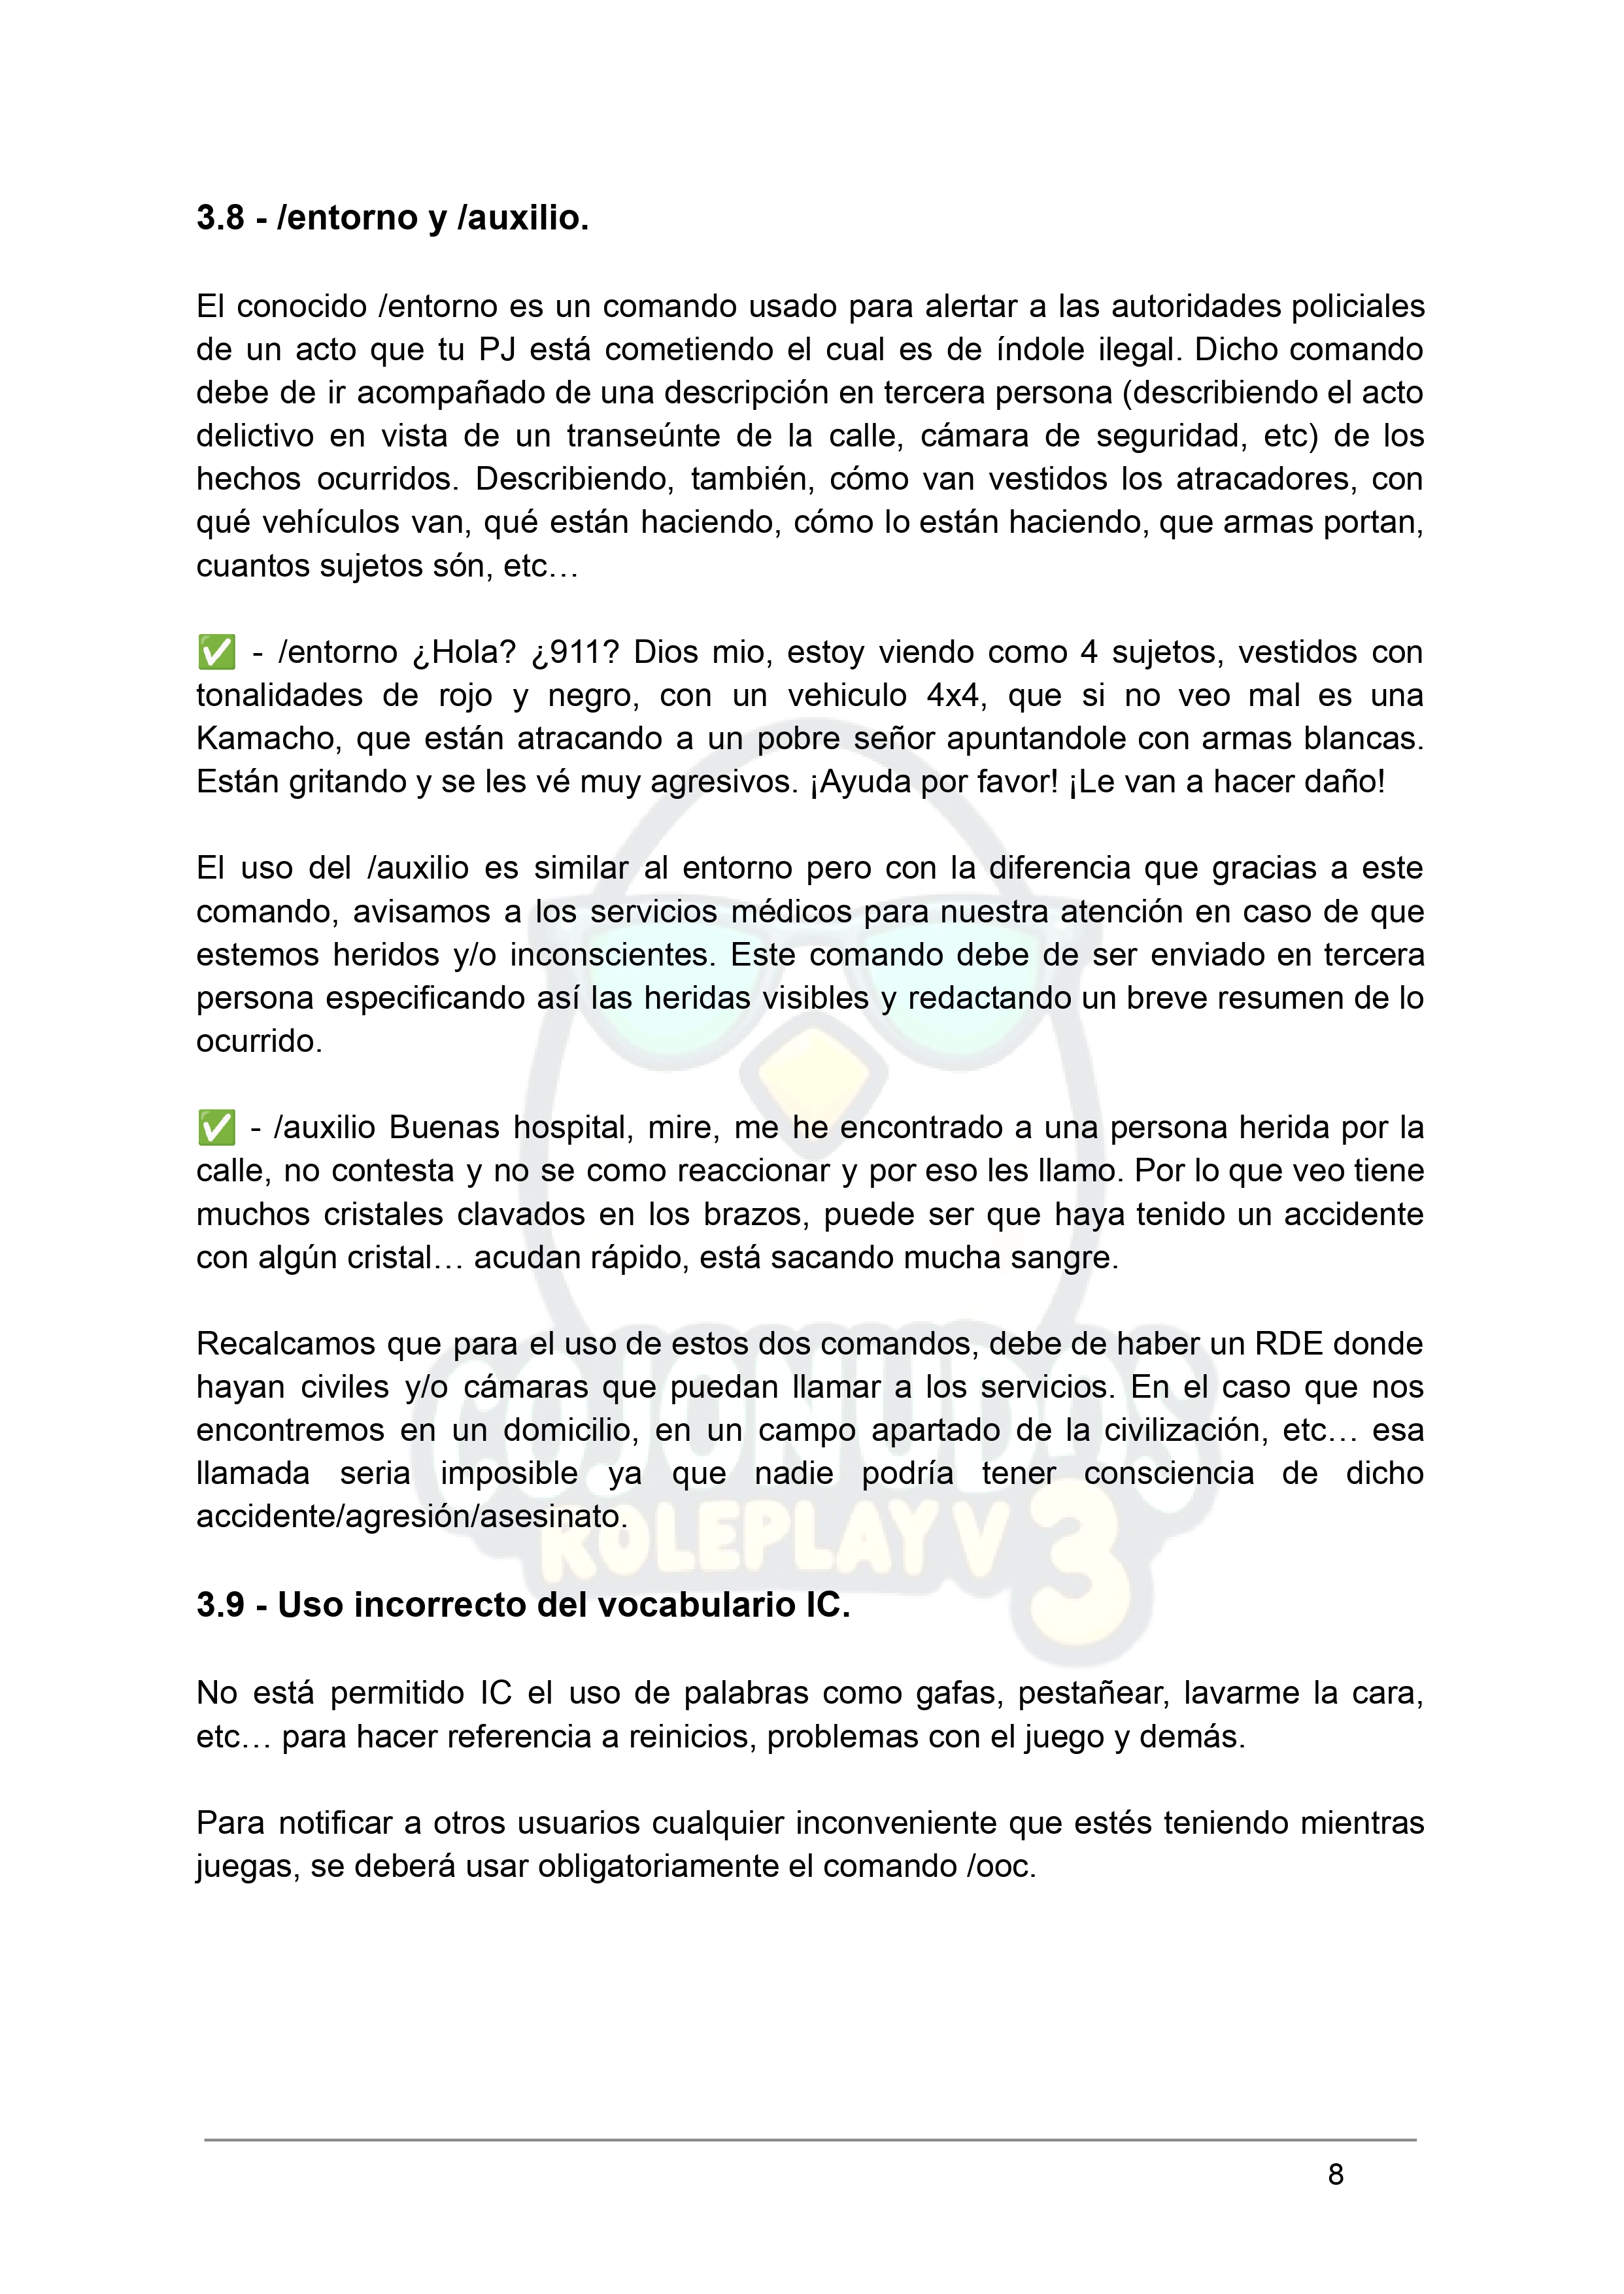 3.8 - /entorno y /auxilio.
El conocido /entorno es un comando usado para alertar a las autoridades policiales
de un acto que tu PJ está cometiendo el cual es de índole ilegal. Dicho comando
debe de ir acompañado de una descripción en tercera persona (describiendo el acto
delictivo en vista de un transeúnte de la calle, cámara de seguridad, etc) de los
hechos ocurridos. Describiendo, también, cómo van vestidos los atracadores, con
qué vehículos van, qué están haciendo, cómo lo están haciendo, que armas portan,
cuantos sujetos són, etc…
✅ - /entorno ¿Hola? ¿911? Dios mio, estoy viendo como 4 sujetos, vestidos con
tonalidades de rojo y negro, con un vehiculo 4x4, que si no veo mal es una
Kamacho, que están atracando a un pobre señor apuntandole con armas blancas.
Están gritando y se les vé muy agresivos. ¡Ayuda por favor! ¡Le van a hacer daño!
El uso del /auxilio es similar al entorno pero con la diferencia que gracias a este
comando, avisamos a los servicios médicos para nuestra atención en caso de que
estemos heridos y/o inconscientes. Este comando debe de ser enviado en tercera
persona especificando así las heridas visibles y redactando un breve resumen de lo
ocurrido.
✅ - /auxilio Buenas hospital, mire, me he encontrado a una persona herida por la
calle, no contesta y no se como reaccionar y por eso les llamo. Por lo que veo tiene
muchos cristales clavados en los brazos, puede ser que haya tenido un accidente
con algún cristal… acudan rápido, está sacando mucha sangre.
Recalcamos que para el uso de estos dos comandos, debe de haber un RDE donde
hayan civiles y/o cámaras que puedan llamar a los servicios. En el caso que nos
encontremos en un domicilio, en un campo apartado de la civilización, etc… esa
llamada seria imposible ya que nadie podría tener consciencia de dicho
accidente/agresión/asesinato.
COJONUDOS
ROLEPLAY V3
3.9 - Uso incorrecto del vocabulario IC.
No está permitido IC el uso de palabras como gafas, pestañear, lavarme la cara,
etc… para hacer referencia a reinicios, problemas con el juego y demás.
Para notificar a otros usuarios cualquier inconveniente que estés teniendo mientras
juegas, se deberá usar obligatoriamente el comando /ooc.
8